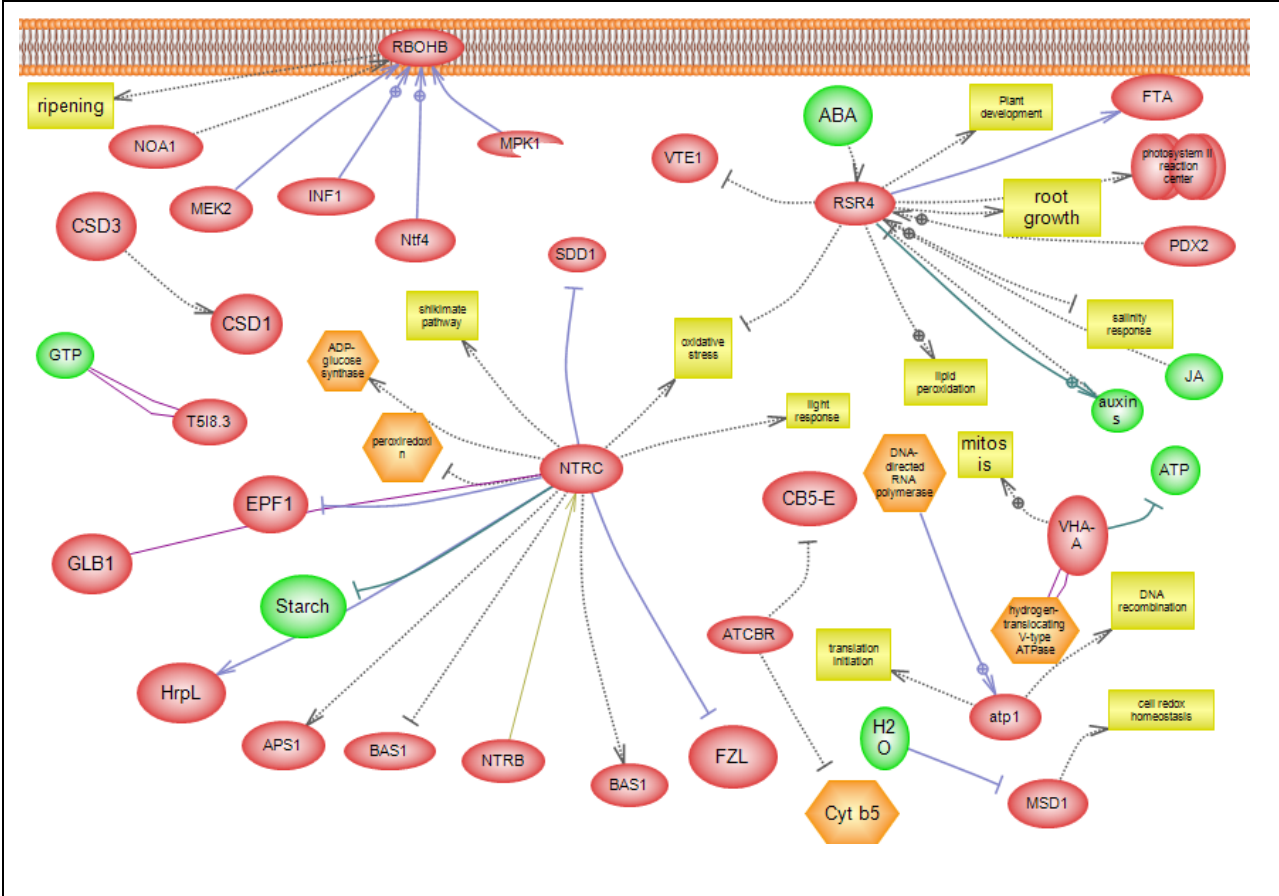 RBOHB
ripening
NOA1
MEK2
INF1
Ntf4
MPK1
CSD3
CSD1
GTP
T5I8.3
VTE1
ABA
RSR4
Plant
development
FTA
photosystem II
reaction
center
root
growth
PDX2
salinity
response
JA
auxin
s
lipid
peroxidation
oxidative
stress
SDD1
shikimate
pathway
ADP-
glucose
synthase
peroxiredoxi
n
NTRC
light
response
EPF1
GLB1
Starch
HrpL
APS1
BAS1
NTRB
BAS1
FZL
CB5-E
ATCBR
Cyt b5
DNA-
directed
RNA
polymerase
mitos
is
ATP
VHA-
A
hydrogen-
translocating
V-type
ATPase
DNA
recombination
translation
initiation
atp1
H2
O
cell redox
homeostasis
MSD1